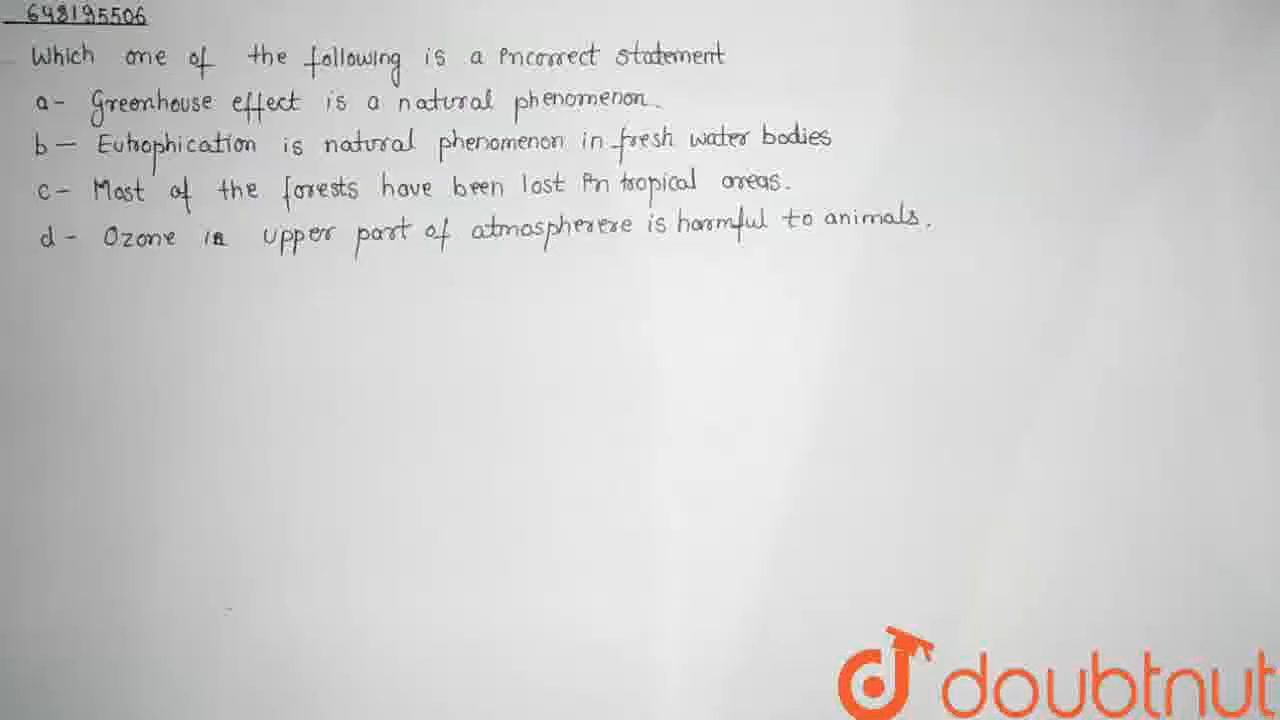 648195506
Which one of the following is a incorrect statement
a- Greenhouse effect is a natural phenomenon.
b- Eutrophication is natural phenomenon in fresh water bodies
c- Most of the forests have been lost in tropical areas.
d- Ozone in upper part of atmospherere is harmful to animals.
doubtnut